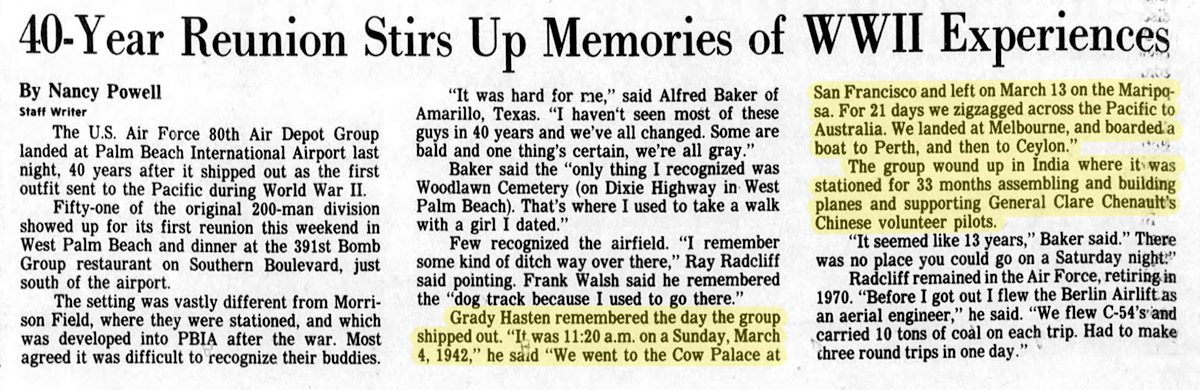 40-Year Reunion Stirs Up Memories of WWII Experiences
By Nancy Powell
Staff Writer
The U.S. Air Force 80th Air Depot Group
landed at Palm Beach International Airport last
night, 40 years after it shipped out as the first
outfit sent to the Pacific during World War II.
Fifty-one of the original 200-man division
showed up for its first reunion this weekend in
West Palm Beach and dinner at the 391st Bomb
Group restaurant on Southern Boulevard, just
south of the airport.
The setting was vastly different from Morri-
son Field, where they were stationed, and which
was developed into PBIA after the war. Most
agreed it was difficult to recognize their buddies.
"It was hard for me," said Alfred Baker of
Amarillo, Texas. "I haven't seen most of these
guys in 40 years and we've all changed. Some are
bald and one thing's certain, we're all gray."
Baker said the "only thing I recognized was
Woodlawn Cemetery (on Dixie Highway in West
Palm Beach). That's where I used to take a walk
with a girl I dated."
Few recognized the airfield. "I remember
some kind of ditch way over there," Ray Radcliff
said pointing. Frank Walsh said he remembered
the "dog track because I used to go there."
Grady Hasten remembered the day the group
shipped out. "It was 11:20 a.m. on a Sunday, March
4, 1942," he said "We went to the Cow Palace at
San Francisco and left on March 13 on the Maripo-
sa. For 21 days we zigzagged across the Pacific to
Australia. We landed at Melbourne, and boarded a
boat to Perth, and then to Ceylon."
The group wound up in India where it was
stationed for 33 months assembling and building
planes and supporting General Clare Chenault's
Chinese volunteer pilots.
"It seemed like 13 years," Baker said." There
was no place you could go on a Saturday night."
Radcliff remained in the Air Force, retiring in
1970. "Before I got out I flew the Berlin Airlift as
an aerial engineer," he said. "We flew C-54's and
carried 10 tons of coal on each trip. Had to make
three round trips in one day."